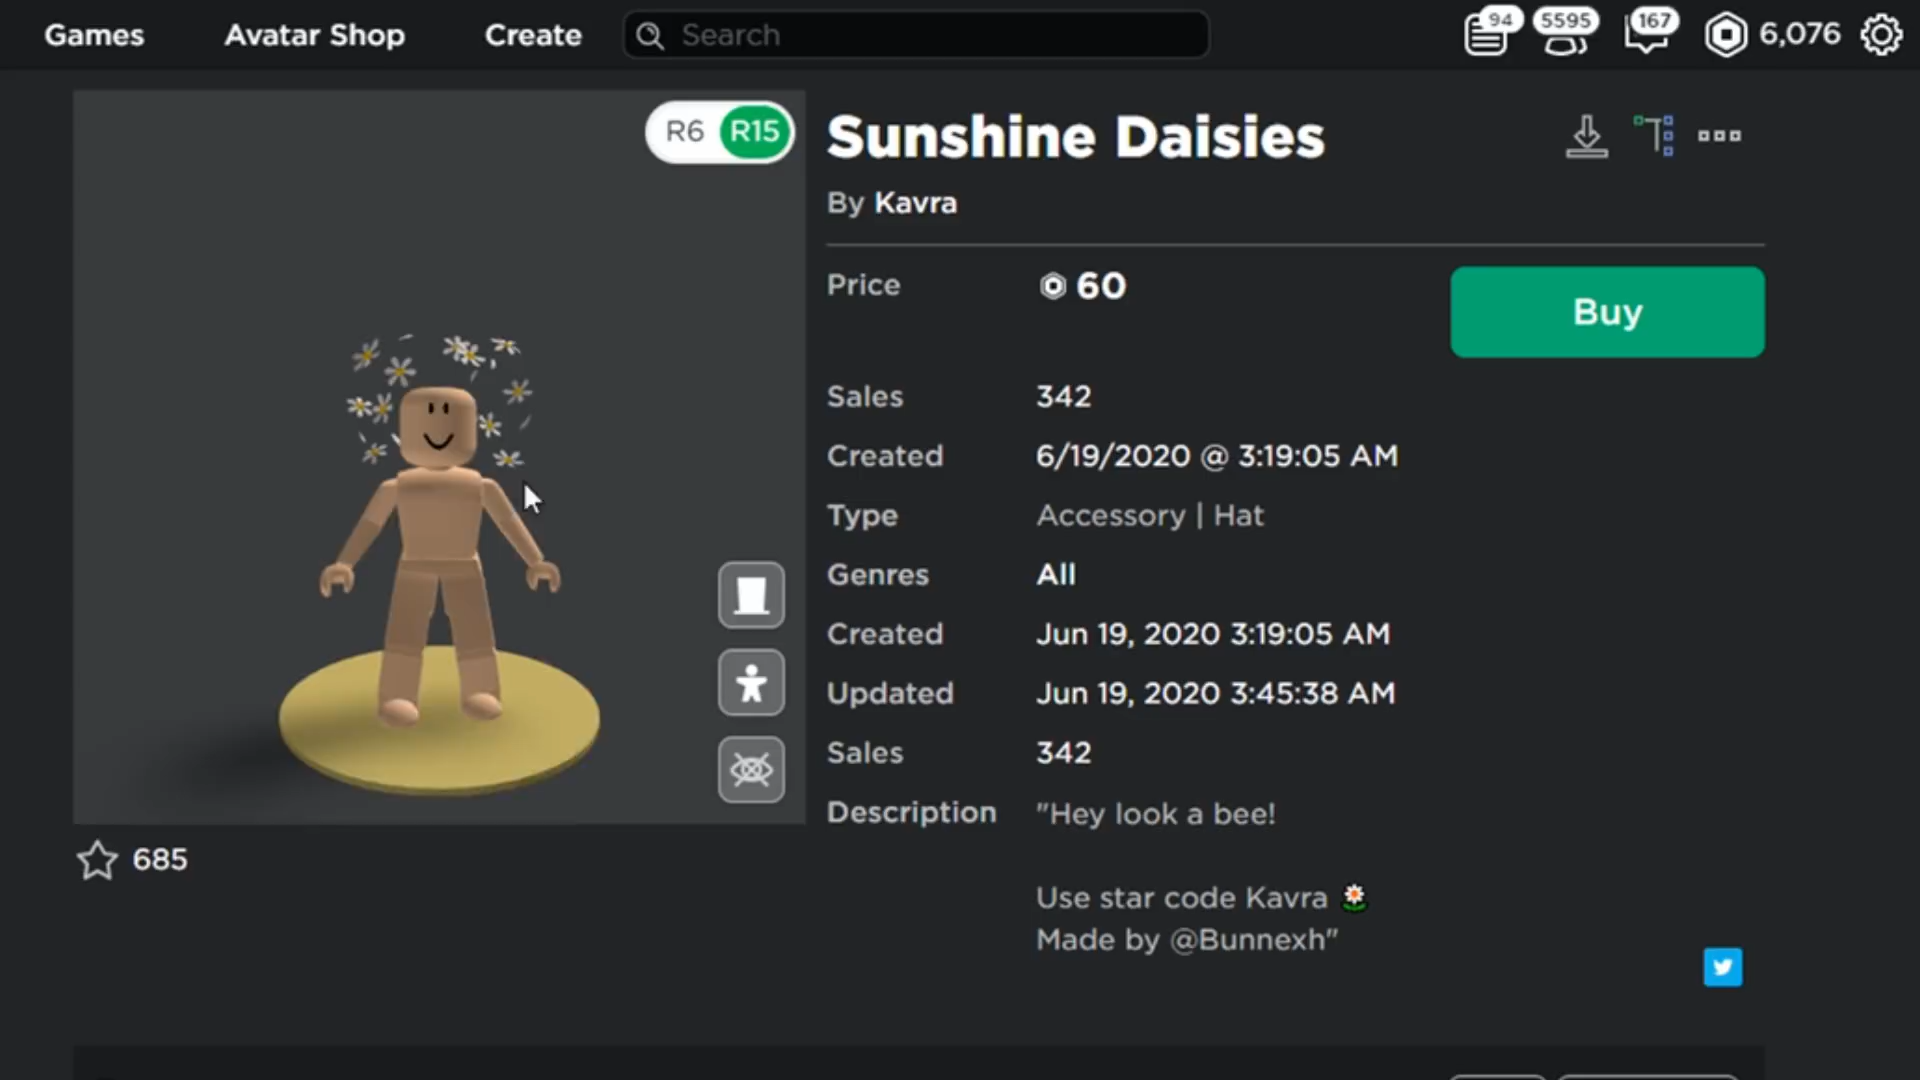 Games Avatar Shop Create Search 94 5595 167 6,076
R6 R15
Sunshine Daisies
By Kavra
Price 60 Buy
Sales 342
Created 6/19/2020 @ 3:19:05 AM
Type Accessory | Hat
Genres All
Created Jun 19, 2020 3:19:05 AM
Updated Jun 19, 2020 3:45:38 AM
Sales 342
Description "Hey look a bee!
685
Use star code Kavra 🌼
Made by @Bunnexh"